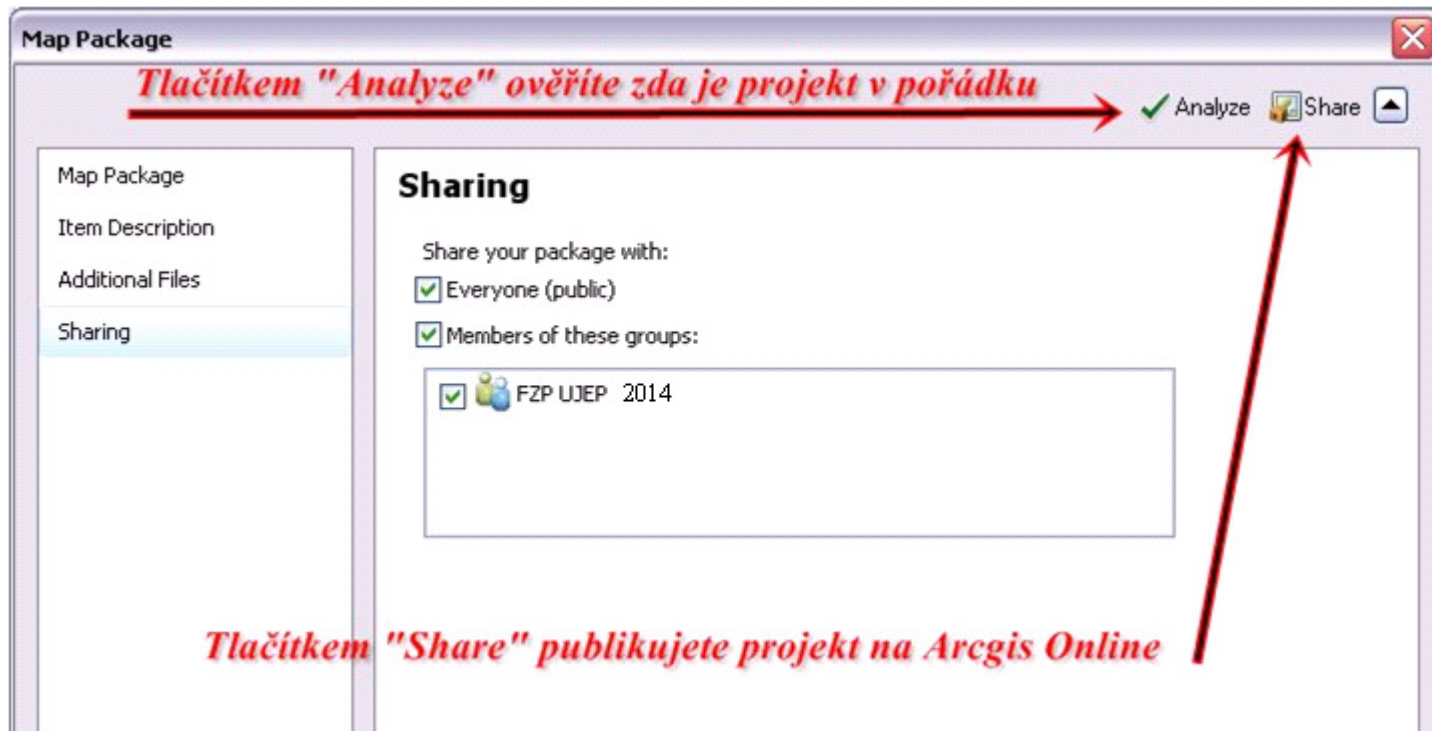 Map Package
Tlačítkem "Analyze" ověříte zda je projekt v pořádku
Analyze Share
Map Package
Item Description
Additional Files
Sharing
Sharing
Share your package with:
Everyone (public)
Members of these groups:
FZP UJEP 2014
Tlačítkem "Share" publikujete projekt na Arcgis Online